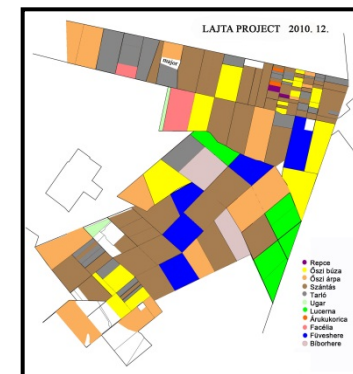 LAJTA PROJECT 2010. 12.
major
Repce
Őszi búza
Őszi árpa
Szántás
Tarló
Ugar
Lucerna
Árukukorica
Facélia
Füveshere
Bíborhere